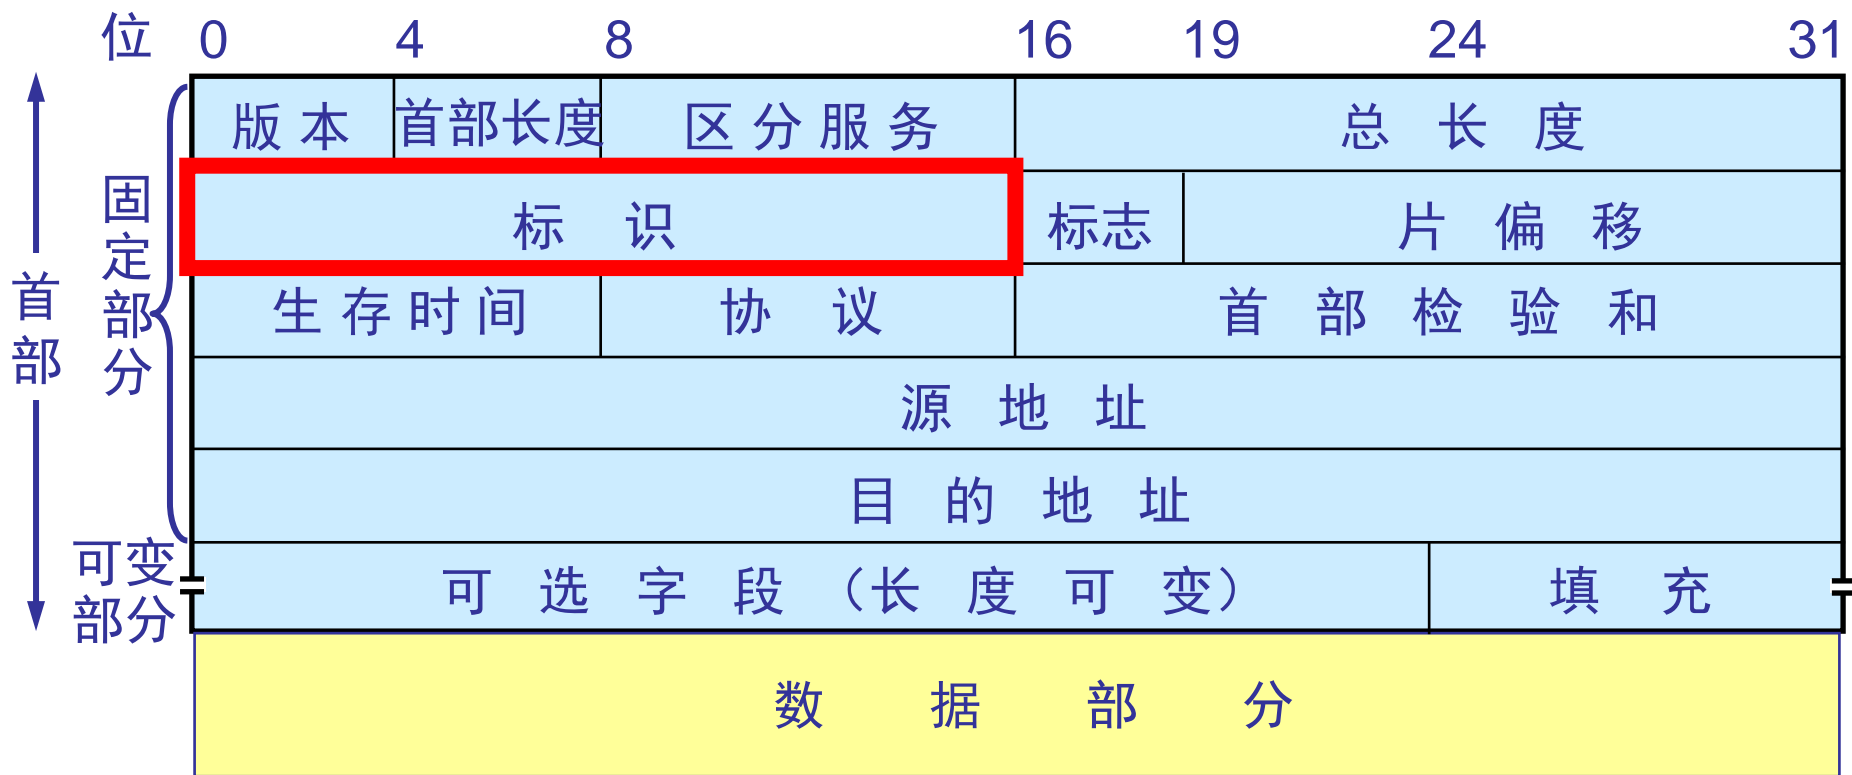 位 0 4 8 16 19 24 31
版 本 首部长度 区 分 服 务 总 长 度
标 识 标志 片 偏 移
生 存 时 间 协 议 首 部 检 验 和
源 地 址
目 的 地 址
可 选 字 段 （长 度 可 变） 填 充
数 据 部 分
首部
固定部分
可变
部分